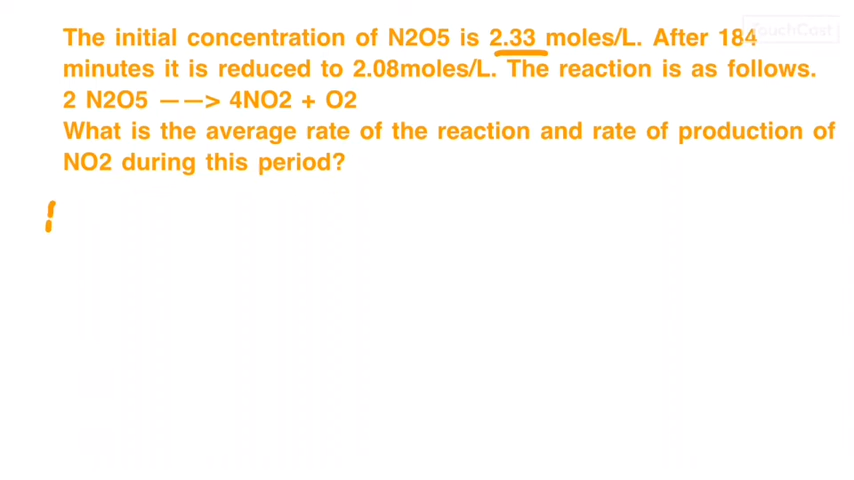 TouchCast
The initial concentration of N2O5 is 2.33 moles/L. After 184
minutes it is reduced to 2.08moles/L. The reaction is as follows.
2 N2O5 ——> 4NO2 + O2
What is the average rate of the reaction and rate of production of
NO2 during this period?